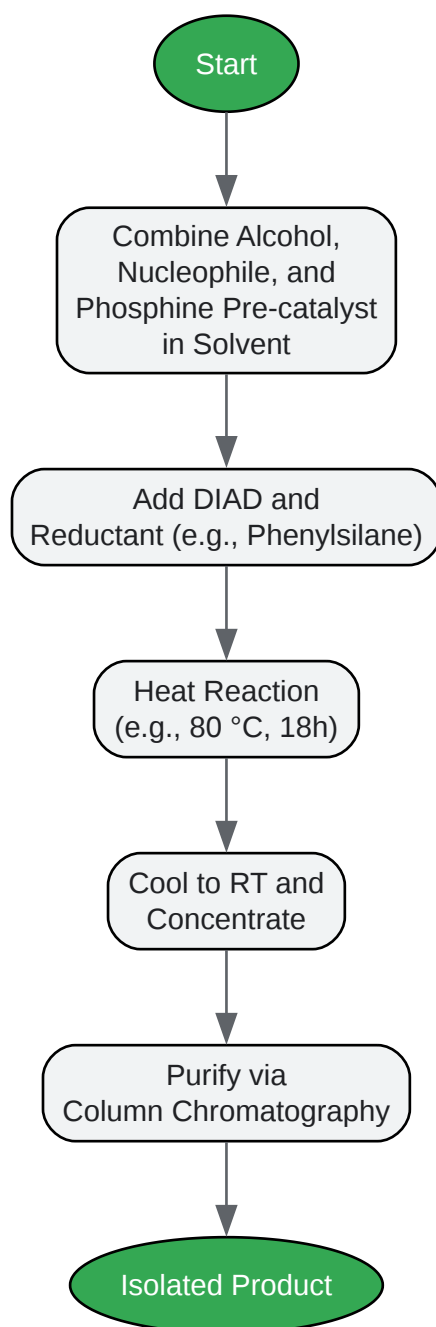 Start
Combine Alcohol,
Nucleophile, and
Phosphine Pre-catalyst
in Solvent
Add DIAD and
Reductant (e.g., Phenylsilane)
Heat Reaction
(e.g., 80 °C, 18h)
Cool to RT and
Concentrate
Purify via
Column Chromatography
Isolated Product